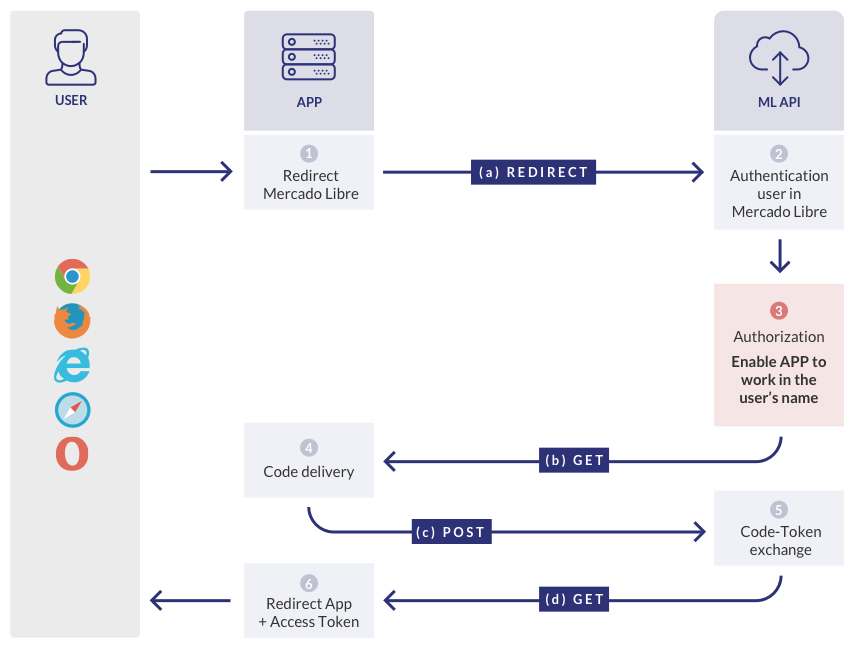 USER
APP
ML API
1
Redirect
Mercado Libre
(a) REDIRECT
2
Authentication
user in
Mercado Libre
3
Authorization
Enable APP to
work in the
user's name
4
Code delivery
(b) GET
(c) POST
5
Code-Token
exchange
6
Redirect App
+ Access Token
(d) GET